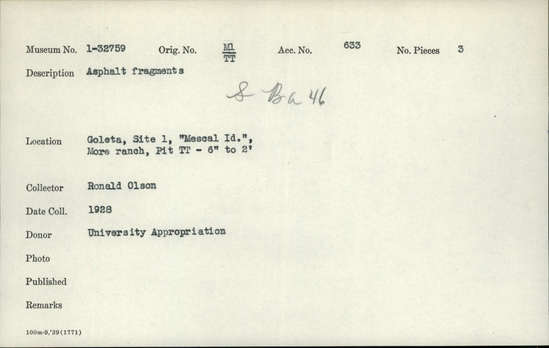 Museum No. 1-32759 Orig. No. M1/TT Acc. No. 633 No. Pieces 3
Description Asphalt fragments
S Ba 46
Location Goleta, Site 1, "Mescal Id.",
More ranch, Pit TT - 6" to 2'
Collector Ronald Olson
Date Coll. 1928
Donor University Appropriation
Photo
Published
Remarks
100m-9,'39(1771)